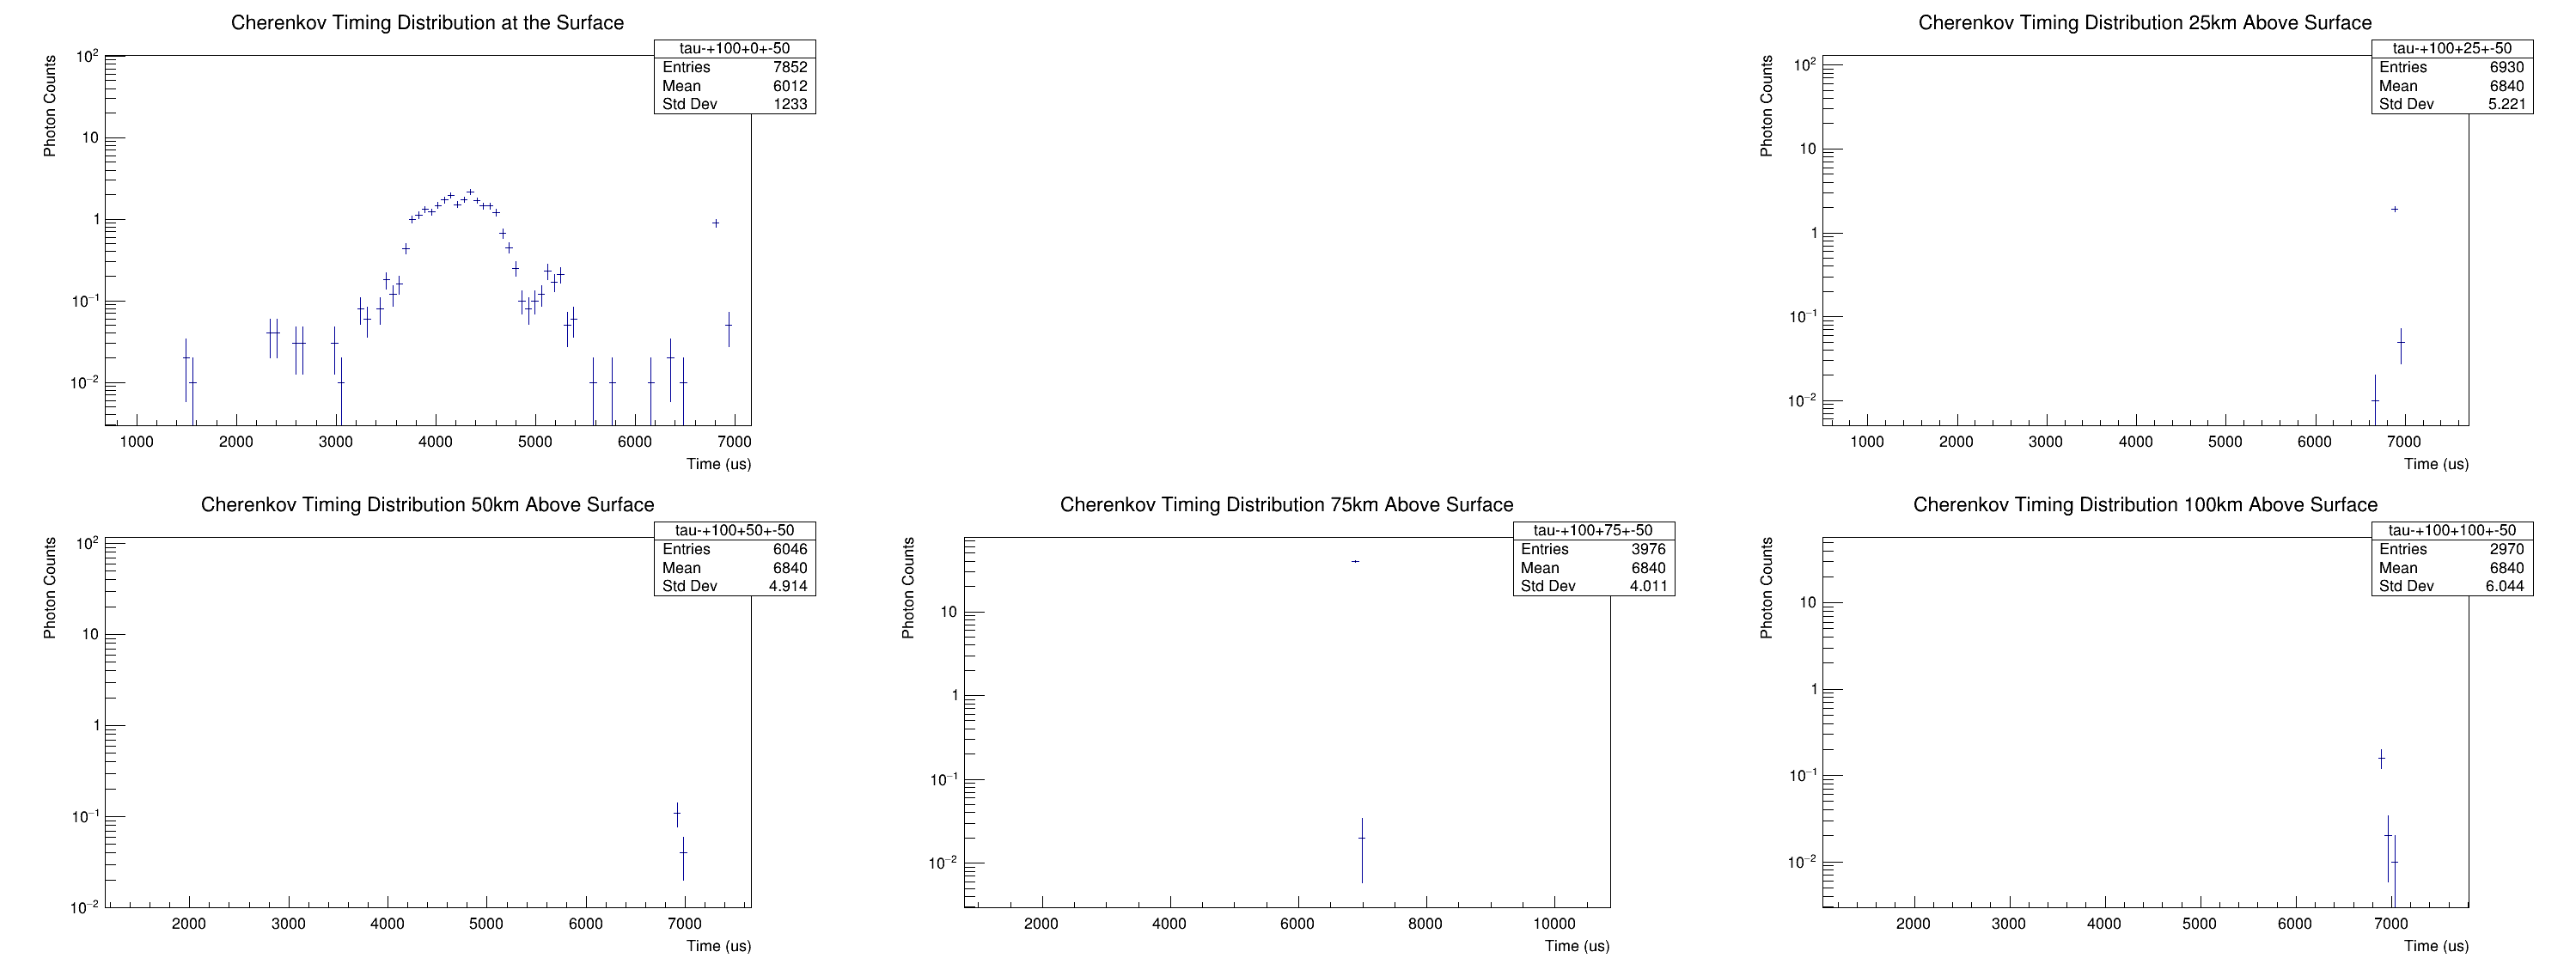 Cherenkov Timing Distribution at the Surface
tau-+100+0+-50
Entries 7852
Mean 6012
Std Dev 1233
Photon Counts
10²
10
1
10⁻¹
10⁻²
1000 2000 3000 4000 5000 6000 7000
Time (us)
Cherenkov Timing Distribution 25km Above Surface
tau-+100+25+-50
Entries 6930
Mean 6840
Std Dev 5.221
Photon Counts
10²
10
1
10⁻¹
10⁻²
1000 2000 3000 4000 5000 6000 7000
Time (us)
Cherenkov Timing Distribution 50km Above Surface
tau-+100+50+-50
Entries 6046
Mean 6840
Std Dev 4.914
Photon Counts
10²
10
1
10⁻¹
10⁻²
2000 3000 4000 5000 6000 7000
Time (us)
Cherenkov Timing Distribution 75km Above Surface
tau-+100+75+-50
Entries 3976
Mean 6840
Std Dev 4.011
Photon Counts
10
1
10⁻¹
10⁻²
2000 4000 6000 8000 10000
Time (us)
Cherenkov Timing Distribution 100km Above Surface
tau-+100+100+-50
Entries 2970
Mean 6840
Std Dev 6.044
Photon Counts
10
1
10⁻¹
10⁻²
2000 3000 4000 5000 6000 7000
Time (us)